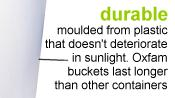 durable
moulded from plastic
that doesn't deteriorate
in sunlight. Oxfam
buckets last longer
than other containers